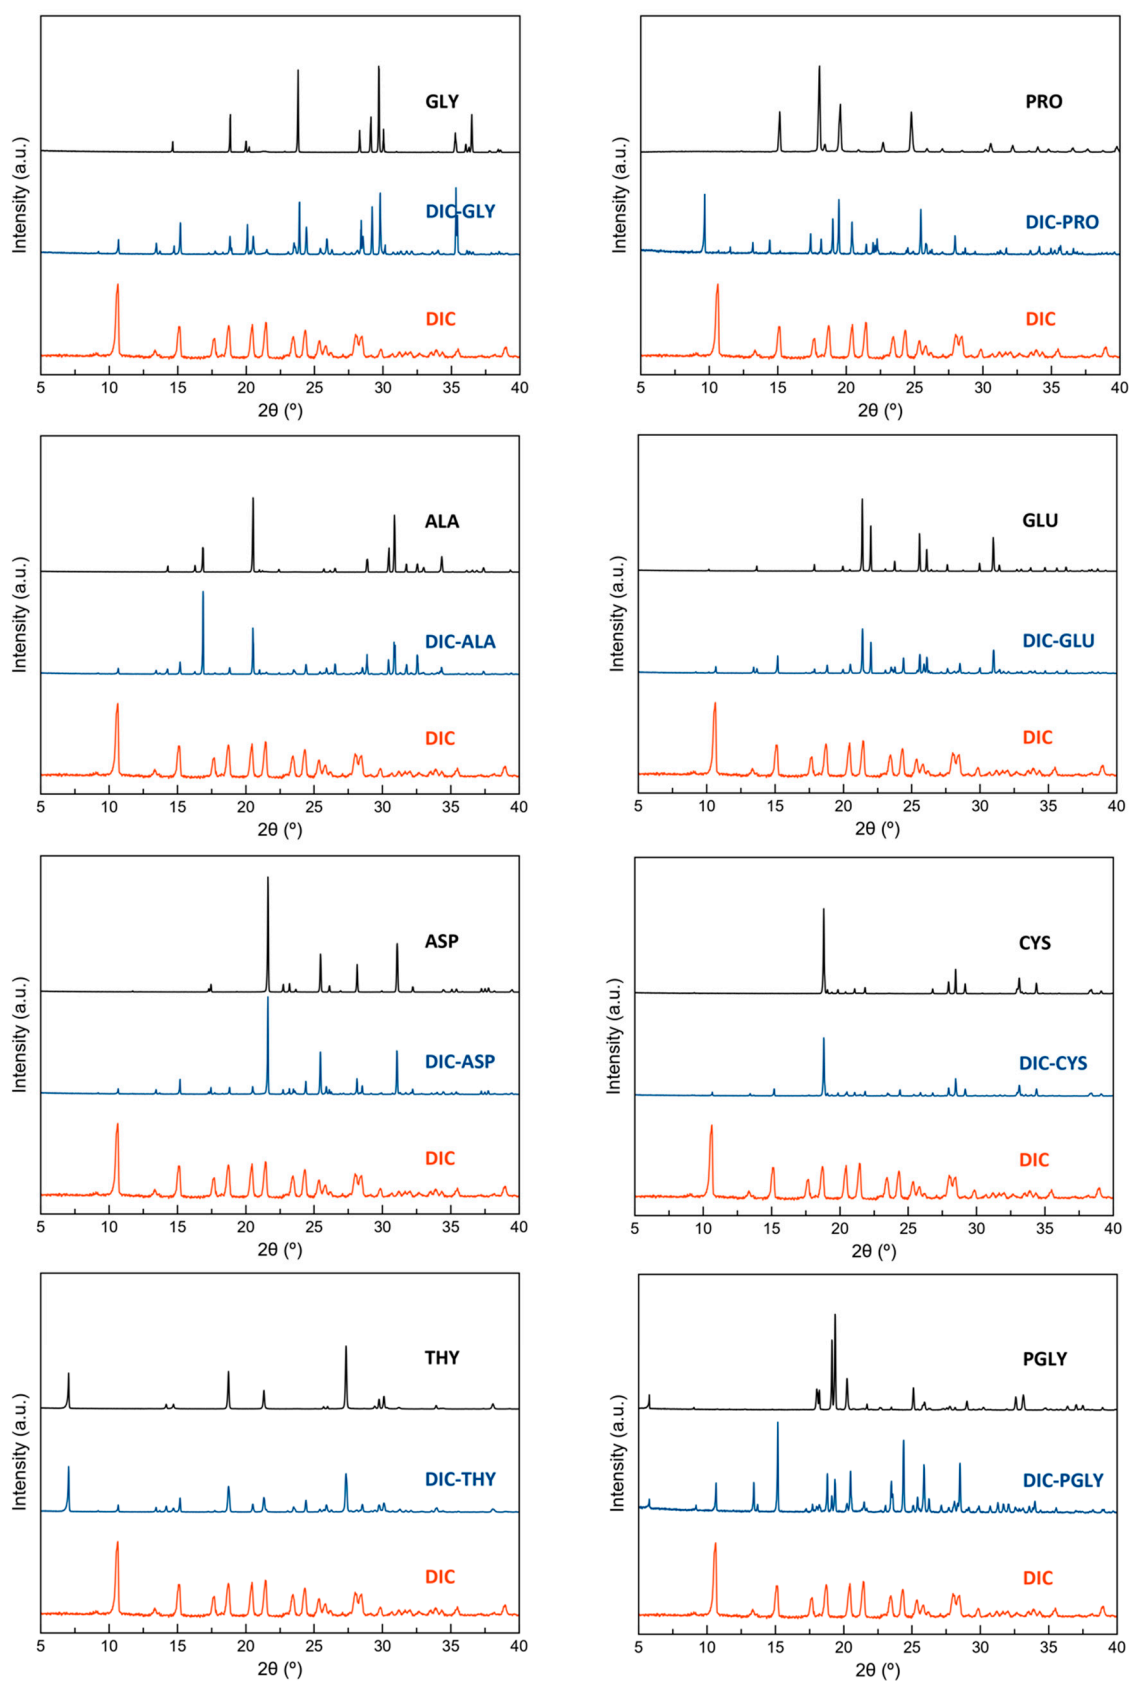 Intensity (a.u.)
GLY
DIC-GLY
DIC
5 10 15 20 25 30 35 40
2θ (º)
Intensity (a.u.)
PRO
DIC-PRO
DIC
5 10 15 20 25 30 35 40
2θ (º)
Intensity (a.u.)
ALA
DIC-ALA
DIC
5 10 15 20 25 30 35 40
2θ (º)
Intensity (a.u.)
GLU
DIC-GLU
DIC
5 10 15 20 25 30 35 40
2θ (º)
Intensity (a.u.)
ASP
DIC-ASP
DIC
5 10 15 20 25 30 35 40
2θ (º)
Intensity (a.u.)
CYS
DIC-CYS
DIC
5 10 15 20 25 30 35 40
2θ (º)
Intensity (a.u.)
THY
DIC-THY
DIC
5 10 15 20 25 30 35 40
2θ (º)
Intensity (a.u.)
PGLY
DIC-PGLY
DIC
5 10 15 20 25 30 35 40
2θ (º)